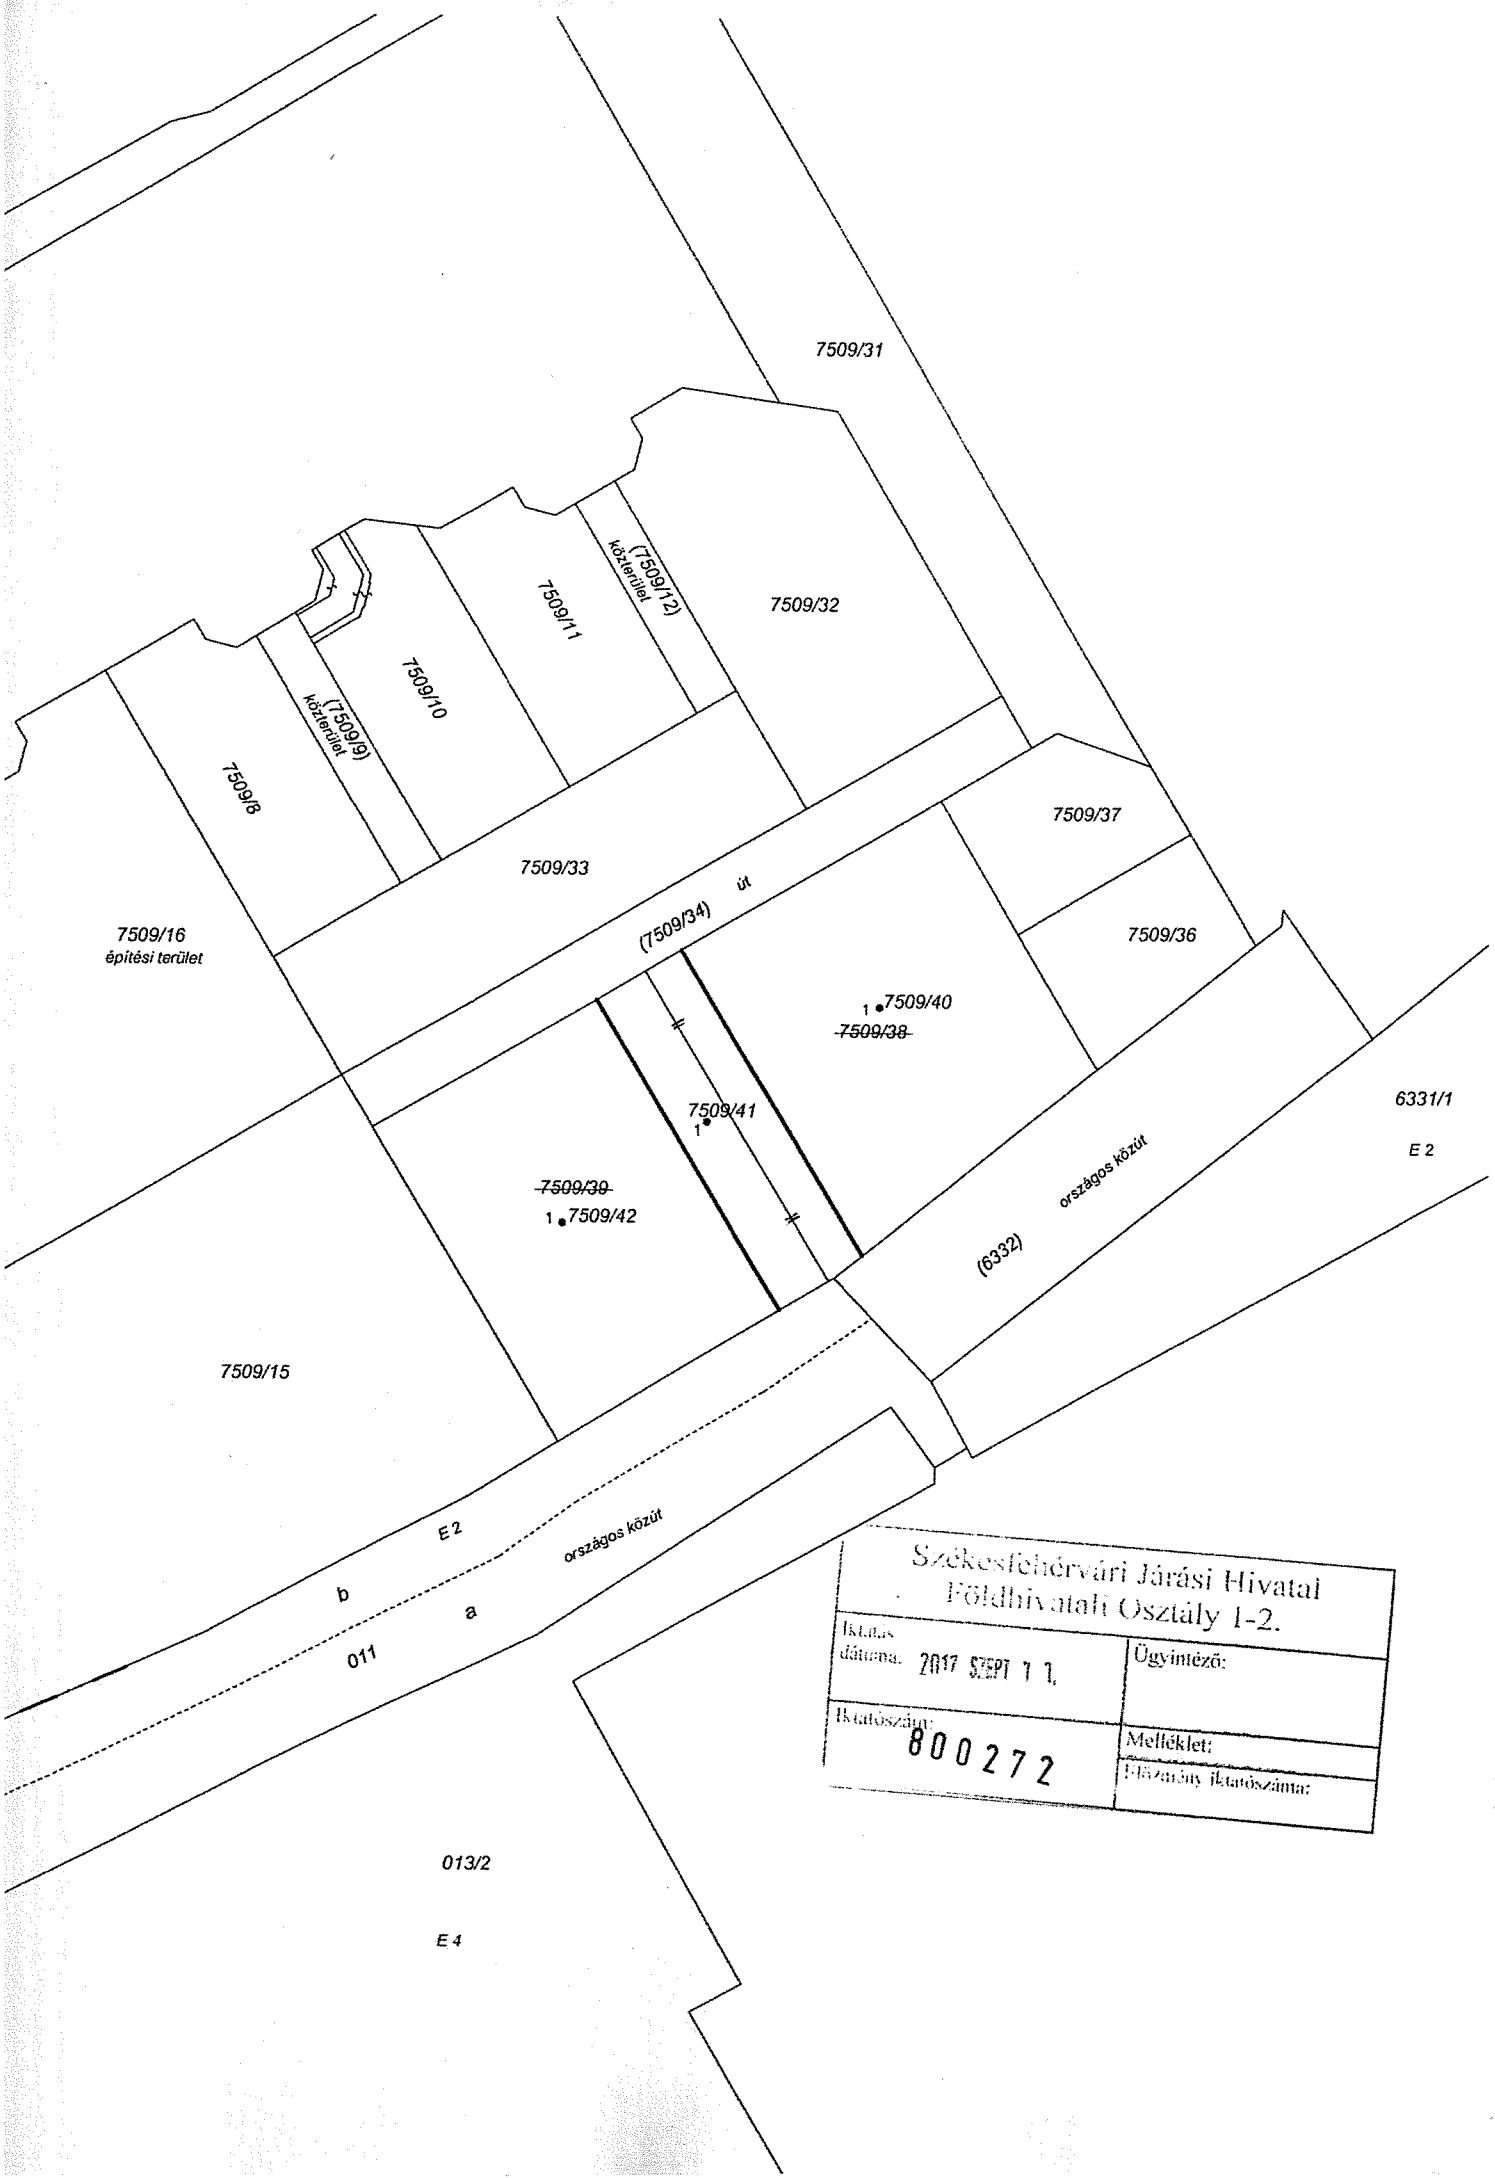 7509/31
(7509/12)
közterület
7509/32
7509/11
7509/10
(7509/9)
közterület
7509/8
7509/37
7509/33
út
(7509/34)
7509/16
építési terület
7509/36
1 7509/40
7509/38
6331/1
E 2
7509/41
1
országos közút
(6332)
7509/39
1 7509/42
7509/15
E 2
országos közút
b
a
011
Székesfehérvári Járási Hivatal
Földhivatali Osztály 1-2.
Iktatás
dátuma: 2017 SZEPT 11.
Ügyintéző:
Iktatószám:
800272
Melléklet:
Előzmény iktatószáma:
013/2
E 4